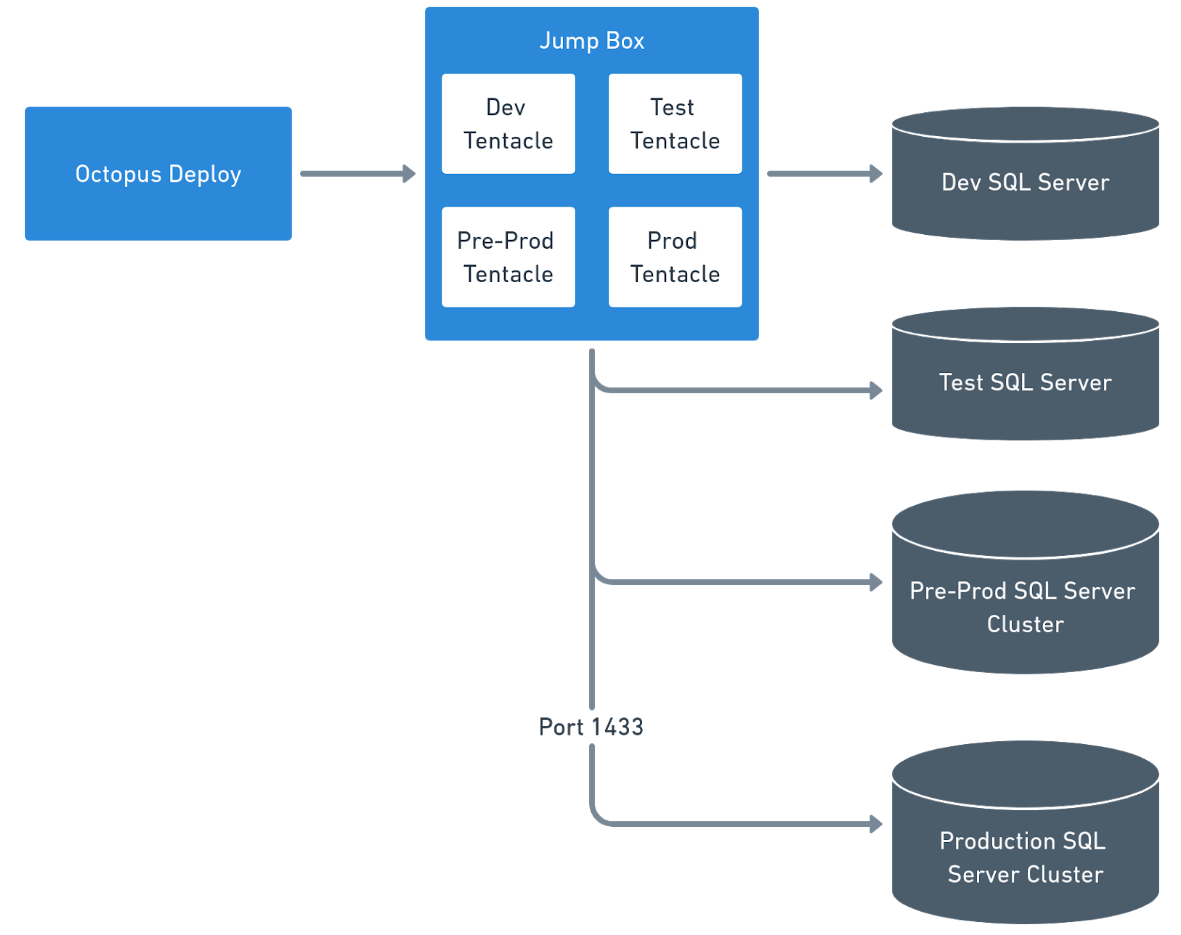 Jump Box
Dev
Tentacle
Test
Tentacle
Octopus Deploy
Dev SQL Server
Pre-Prod
Tentacle
Prod
Tentacle
Test SQL Server
Pre-Prod SQL Server
Cluster
Port 1433
Production SQL
Server Cluster